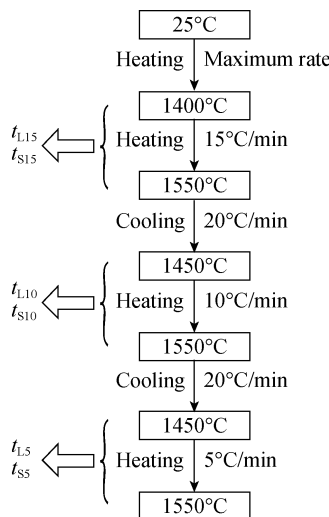 25°C
Heating Maximum rate
1400°C
t_L15
t_S15
Heating 15°C/min
1550°C
Cooling 20°C/min
1450°C
t_L10
t_S10
Heating 10°C/min
1550°C
Cooling 20°C/min
1450°C
t_L5
t_S5
Heating 5°C/min
1550°C